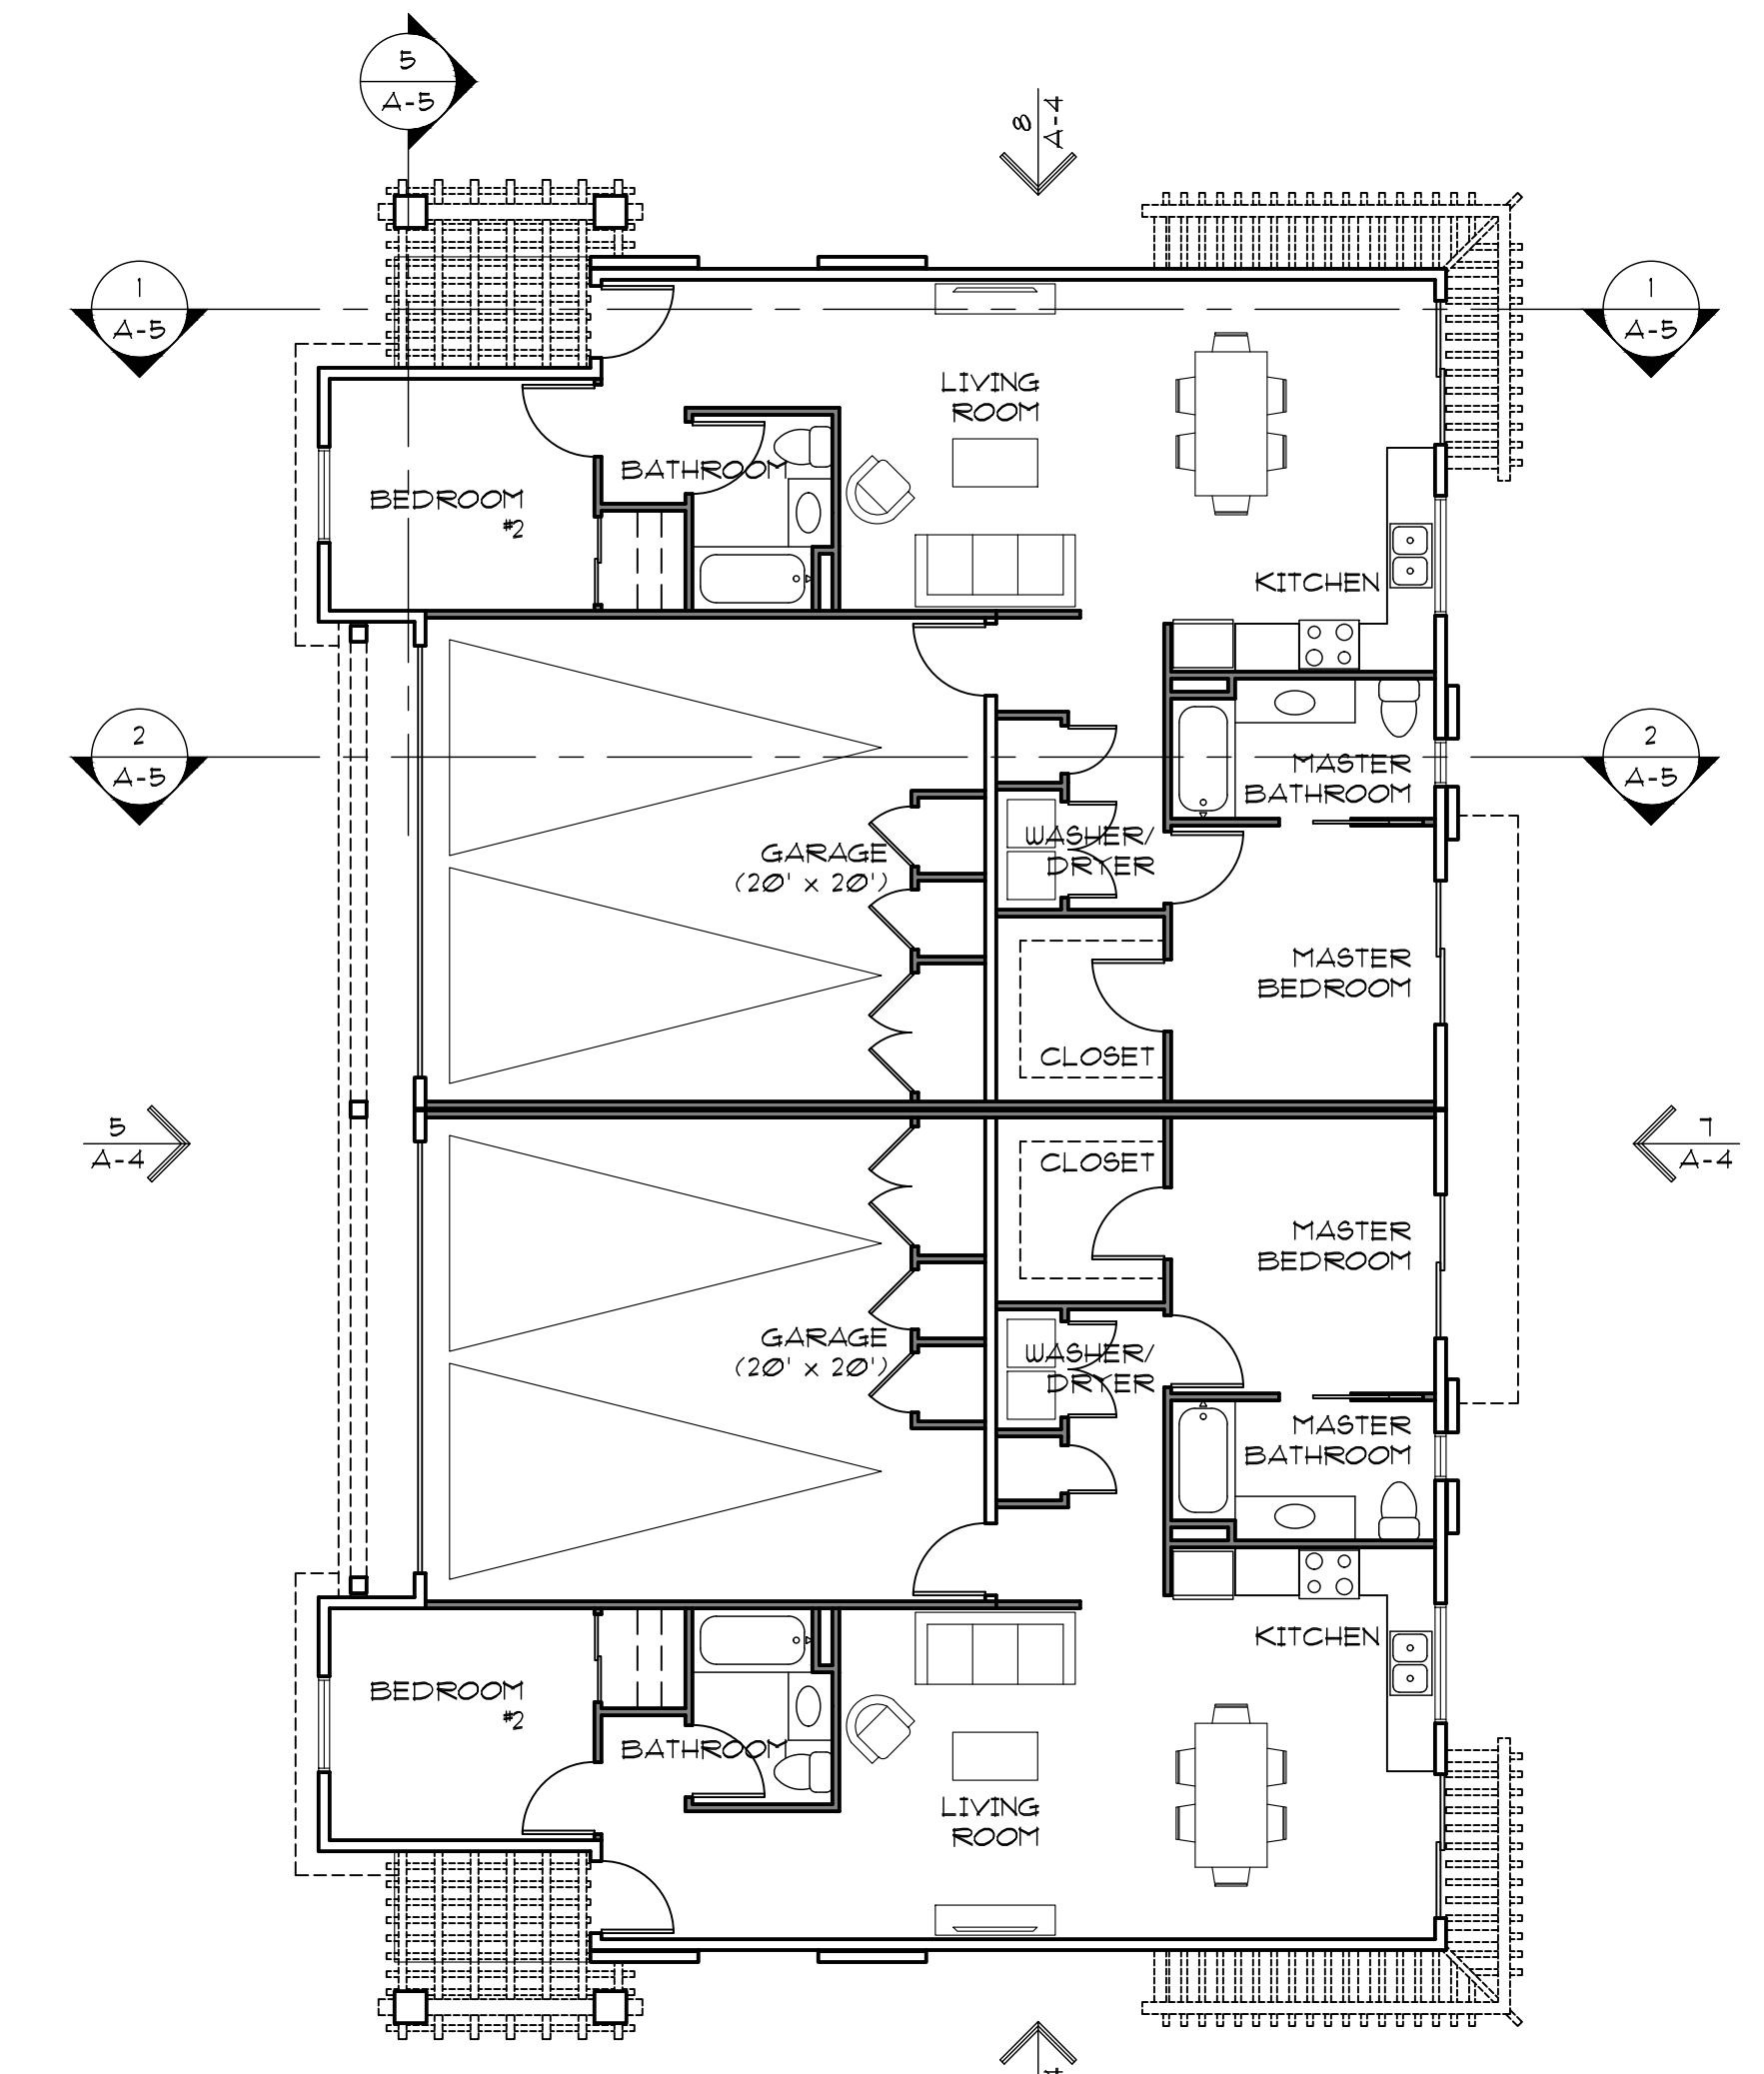 5
A-5
8
A-4
1
A-5
1
A-5
LIVING
ROOM
BATHROOM
BEDROOM
#2
KITCHEN
2
A-5
2
A-5
MASTER
BATHROOM
WASHER/
DRYER
GARAGE
(20' x 20')
MASTER
BEDROOM
CLOSET
5
A-4
7
A-4
CLOSET
MASTER
BEDROOM
GARAGE
(20' x 20')
WASHER/
DRYER
MASTER
BATHROOM
KITCHEN
BEDROOM
#2
BATHROOM
LIVING
ROOM